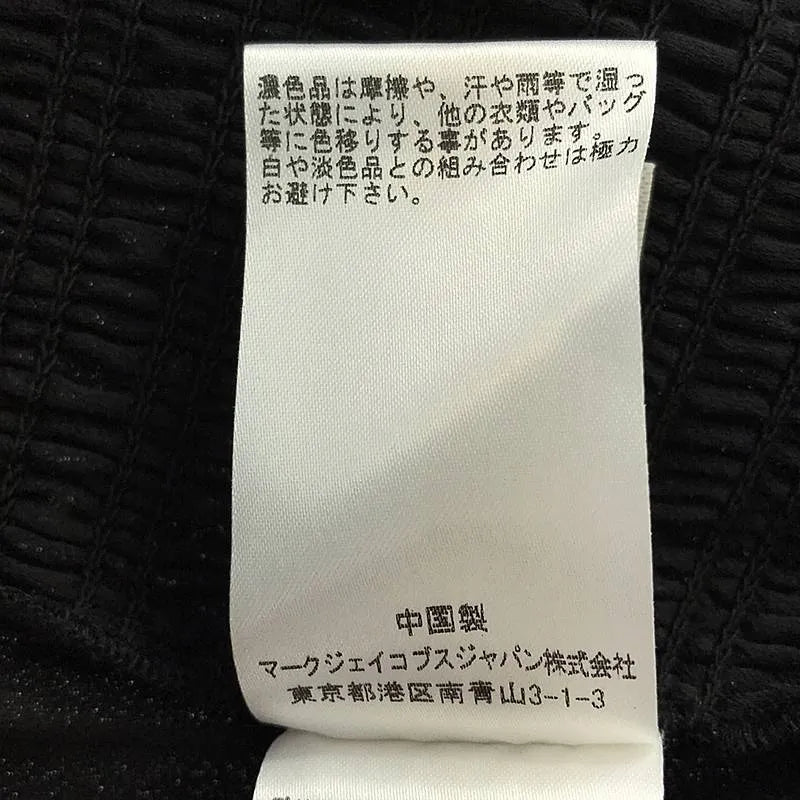 濃色品は摩擦や、汗や雨等で湿っ
た状態により、他の衣類やバッグ
等に色移りする事があります。
白や淡色品との組み合わせは極力
お避け下さい。
中国製
マークジェイコブスジャパン株式会社
東京都港区南青山3-1-3